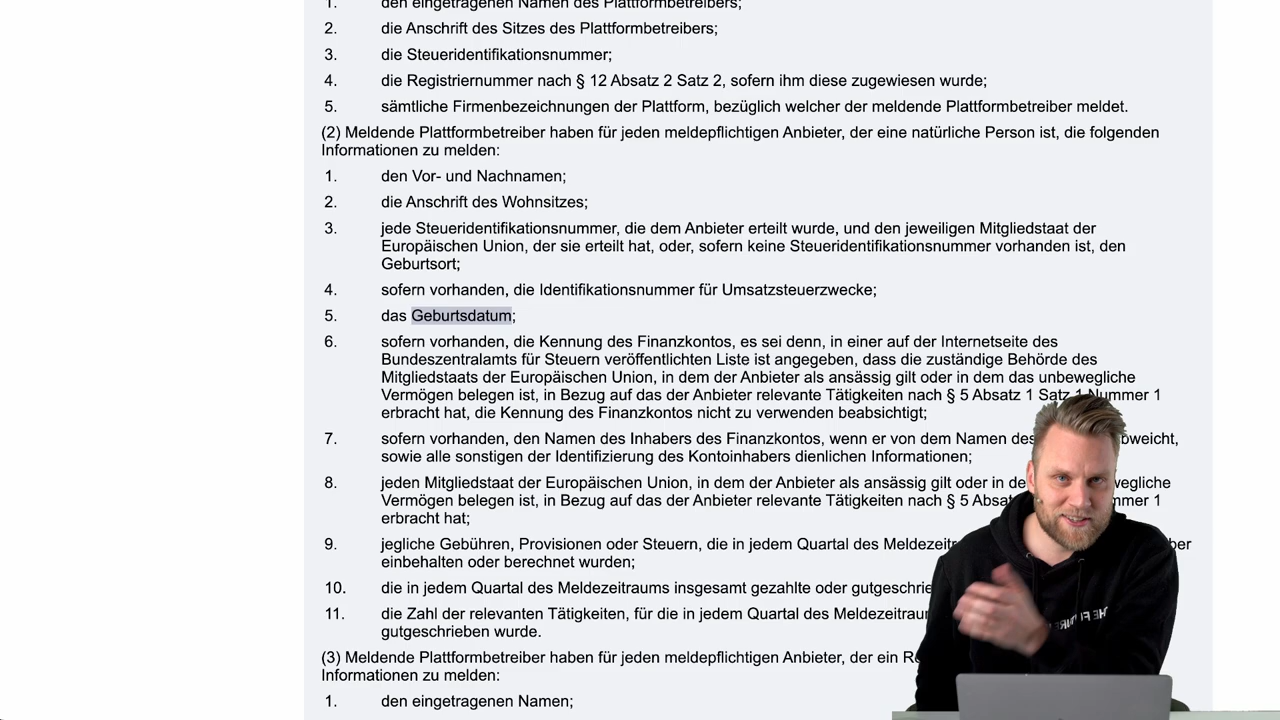 1. den eingetragenen Namen des Plattformbetreibers;
2. die Anschrift des Sitzes des Plattformbetreibers;
3. die Steueridentifikationsnummer;
4. die Registriernummer nach § 12 Absatz 2 Satz 2, sofern ihm diese zugewiesen wurde;
5. sämtliche Firmenbezeichnungen der Plattform, bezüglich welcher der meldende Plattformbetreiber meldet.
(2) Meldende Plattformbetreiber haben für jeden meldepflichtigen Anbieter, der eine natürliche Person ist, die folgenden
Informationen zu melden:
1. den Vor- und Nachnamen;
2. die Anschrift des Wohnsitzes;
3. jede Steueridentifikationsnummer, die dem Anbieter erteilt wurde, und den jeweiligen Mitgliedstaat der
Europäischen Union, der sie erteilt hat, oder, sofern keine Steueridentifikationsnummer vorhanden ist, den
Geburtsort;
4. sofern vorhanden, die Identifikationsnummer für Umsatzsteuerzwecke;
5. das Geburtsdatum;
6. sofern vorhanden, die Kennung des Finanzkontos, es sei denn, in einer auf der Internetseite des
Bundeszentralamts für Steuern veröffentlichten Liste ist angegeben, dass die zuständige Behörde des
Mitgliedstaats der Europäischen Union, in dem der Anbieter als ansässig gilt oder in dem das unbewegliche
Vermögen belegen ist, in Bezug auf das der Anbieter relevante Tätigkeiten nach § 5 Absatz 1 Satz 1 Nummer 1
erbracht hat, die Kennung des Finanzkontos nicht zu verwenden beabsichtigt;
7. sofern vorhanden, den Namen des Inhabers des Finanzkontos, wenn er von dem Namen des
sowie alle sonstigen der Identifizierung des Kontoinhabers dienlichen Informationen;
8. jeden Mitgliedstaat der Europäischen Union, in dem der Anbieter als ansässig gilt oder in
Vermögen belegen ist, in Bezug auf das der Anbieter relevante Tätigkeiten nach § 5 1
erbracht hat;
9. jegliche Gebühren, Provisionen oder Steuern, die in jedem Quartal des
einbehalten oder berechnet wurden;
10. die in jedem Quartal des Meldezeitraums insgesamt gezahlte oder
11. die Zahl der relevanten Tätigkeiten, für die in jedem Quartal des
gutgeschrieben wurde.
(3) Meldende Plattformbetreiber haben für jeden meldepflichtigen Anbieter, der ein
Informationen zu melden:
1. den eingetragenen Namen;